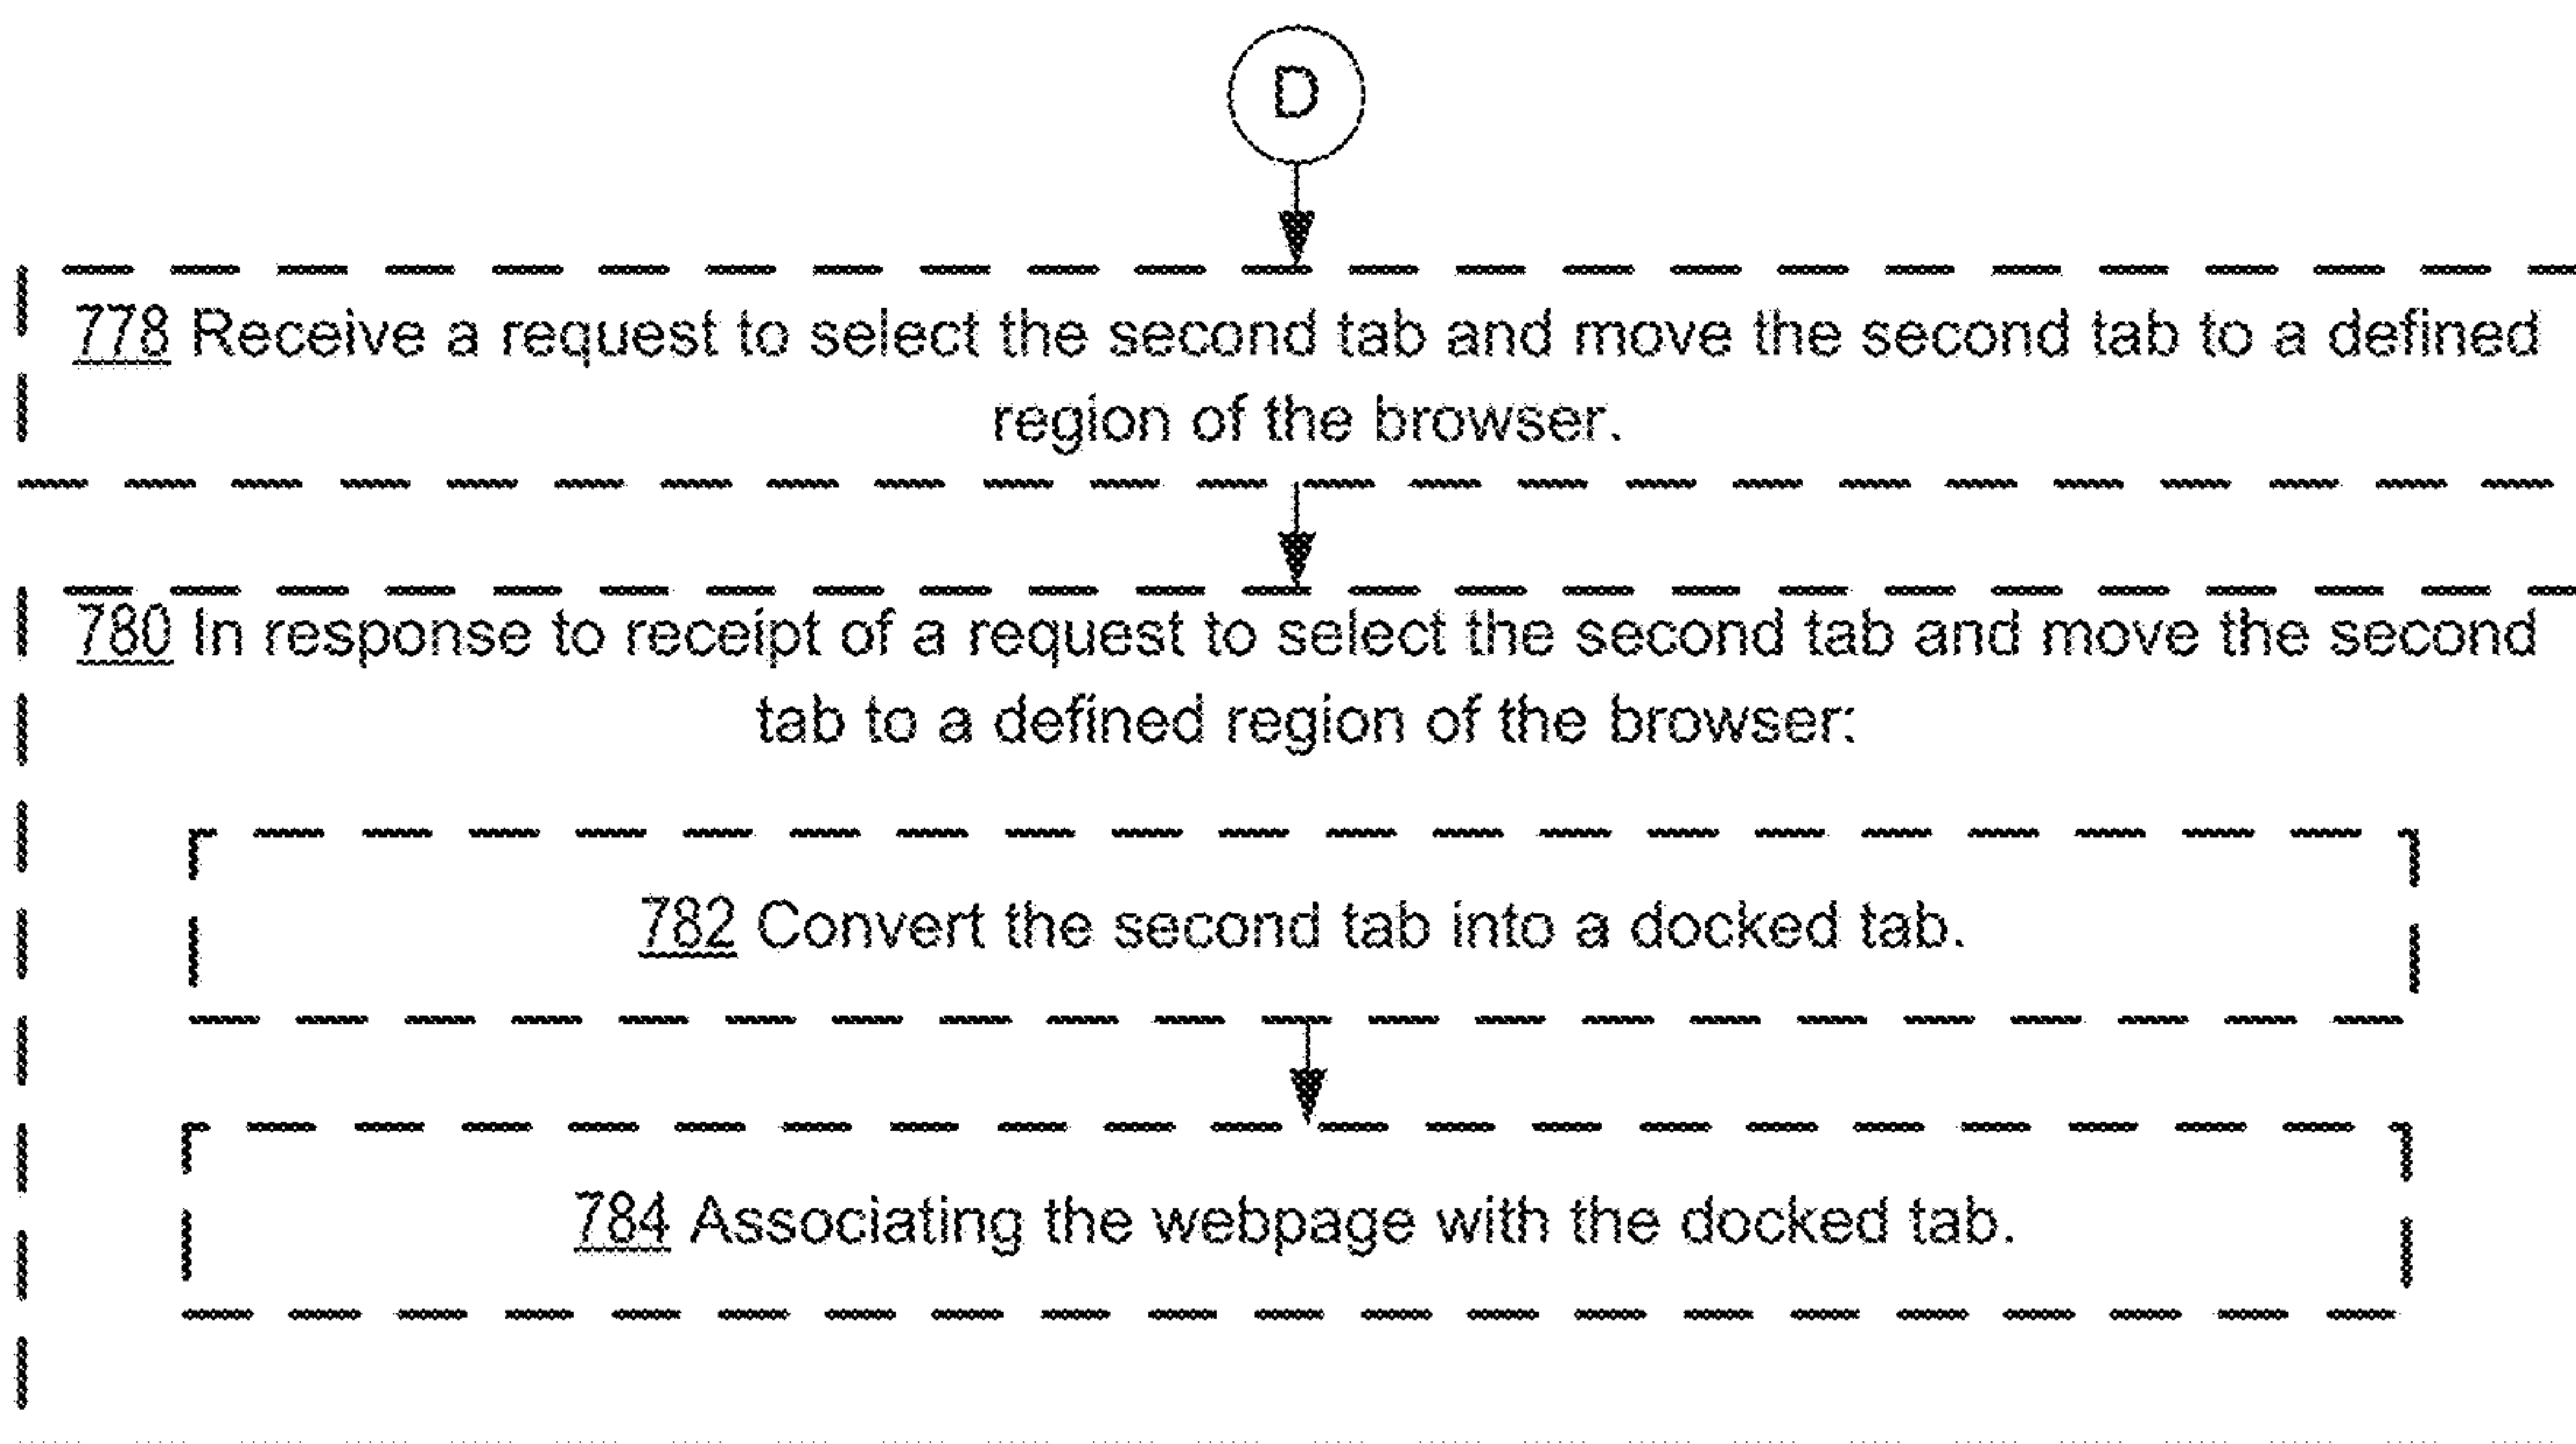 D
778 Receive a request to select the second tab and move the second tab to a defined
region of the browser.
780 In response to receipt of a request to select the second tab and move the second
tab to a defined region of the browser:
782 Convert the second tab into a docked tab.
784 Associating the webpage with the docked tab.